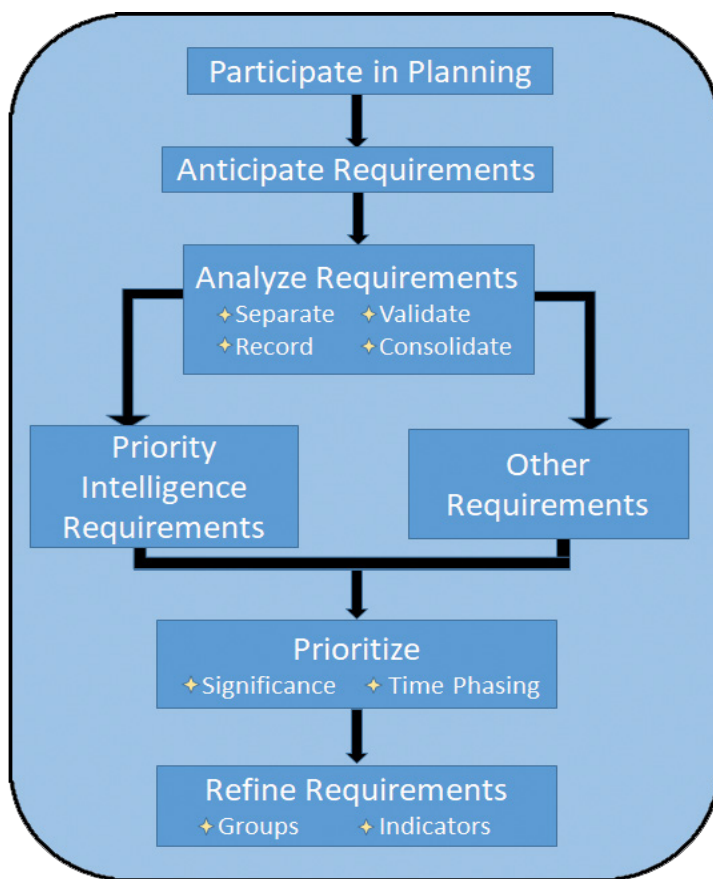 Participate in Planning
Anticipate Requirements
Analyze Requirements
Separate Validate
Record Consolidate
Priority
Intelligence
Requirements
Other
Requirements
Prioritize
Significance Time Phasing
Refine Requirements
Groups Indicators